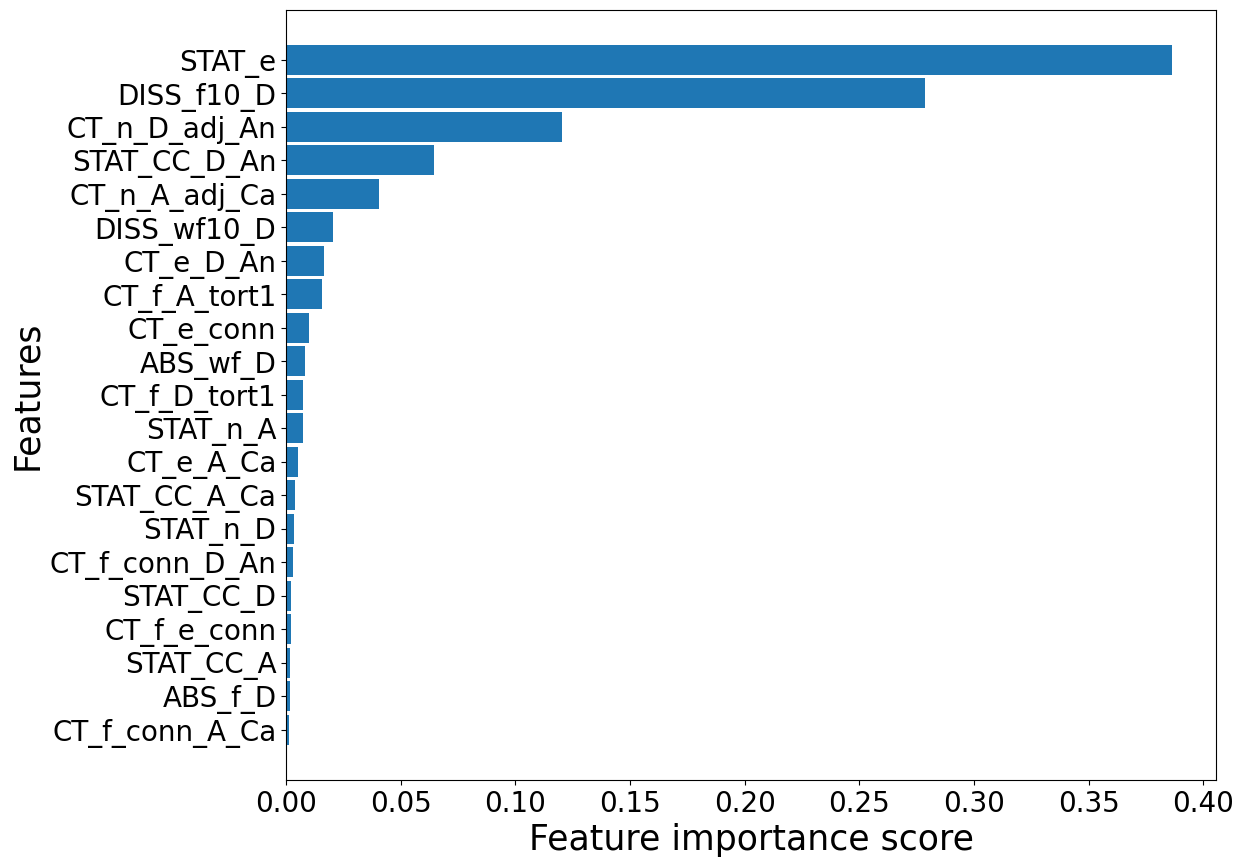 STAT_e
DISS_f10_D
CT_n_D_adj_An
STAT_CC_D_An
CT_n_A_adj_Ca
DISS_wf10_D
CT_e_D_An
CT_f_A_tort1
CT_e_conn
ABS_wf_D
CT_f_D_tort1
STAT_n_A
CT_e_A_Ca
STAT_CC_A_Ca
STAT_n_D
CT_f_conn_D_An
STAT_CC_D
CT_f_e_conn
STAT_CC_A
ABS_f_D
CT_f_conn_A_Ca
Features
0.00 0.05 0.10 0.15 0.20 0.25 0.30 0.35 0.40
Feature importance score